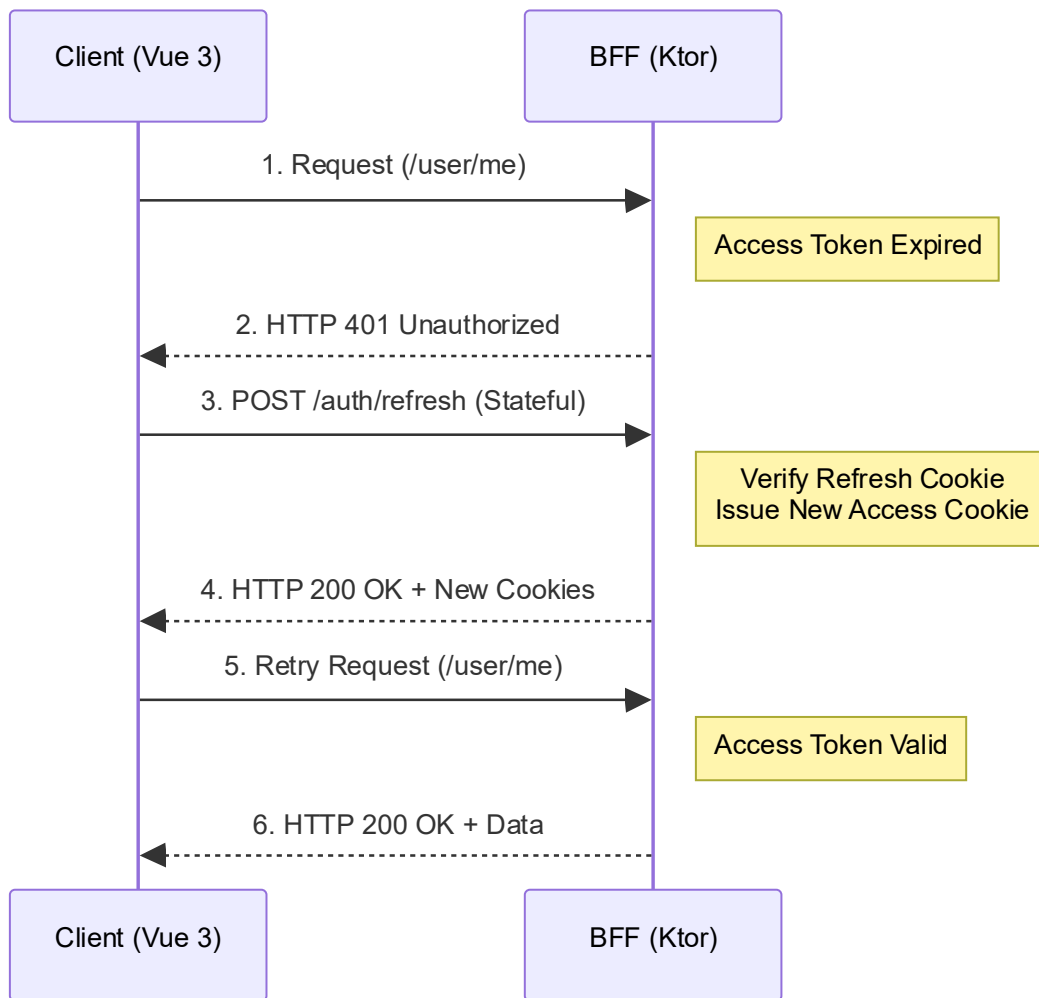 Client (Vue 3)
BFF (Ktor)
1. Request (/user/me)
Access Token Expired
2. HTTP 401 Unauthorized
3. POST /auth/refresh (Stateful)
Verify Refresh Cookie
Issue New Access Cookie
4. HTTP 200 OK + New Cookies
5. Retry Request (/user/me)
Access Token Valid
6. HTTP 200 OK + Data
Client (Vue 3)
BFF (Ktor)